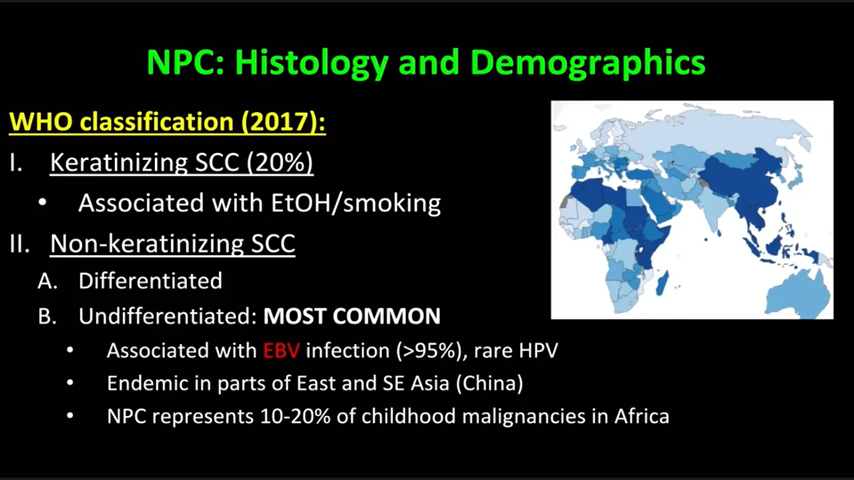 NPC: Histology and Demographics
WHO classification (2017):
I. Keratinizing SCC (20%)
• Associated with EtOH/smoking
II. Non-keratinizing SCC
A. Differentiated
B. Undifferentiated: MOST COMMON
• Associated with EBV infection (>95%), rare HPV
• Endemic in parts of East and SE Asia (China)
• NPC represents 10-20% of childhood malignancies in Africa